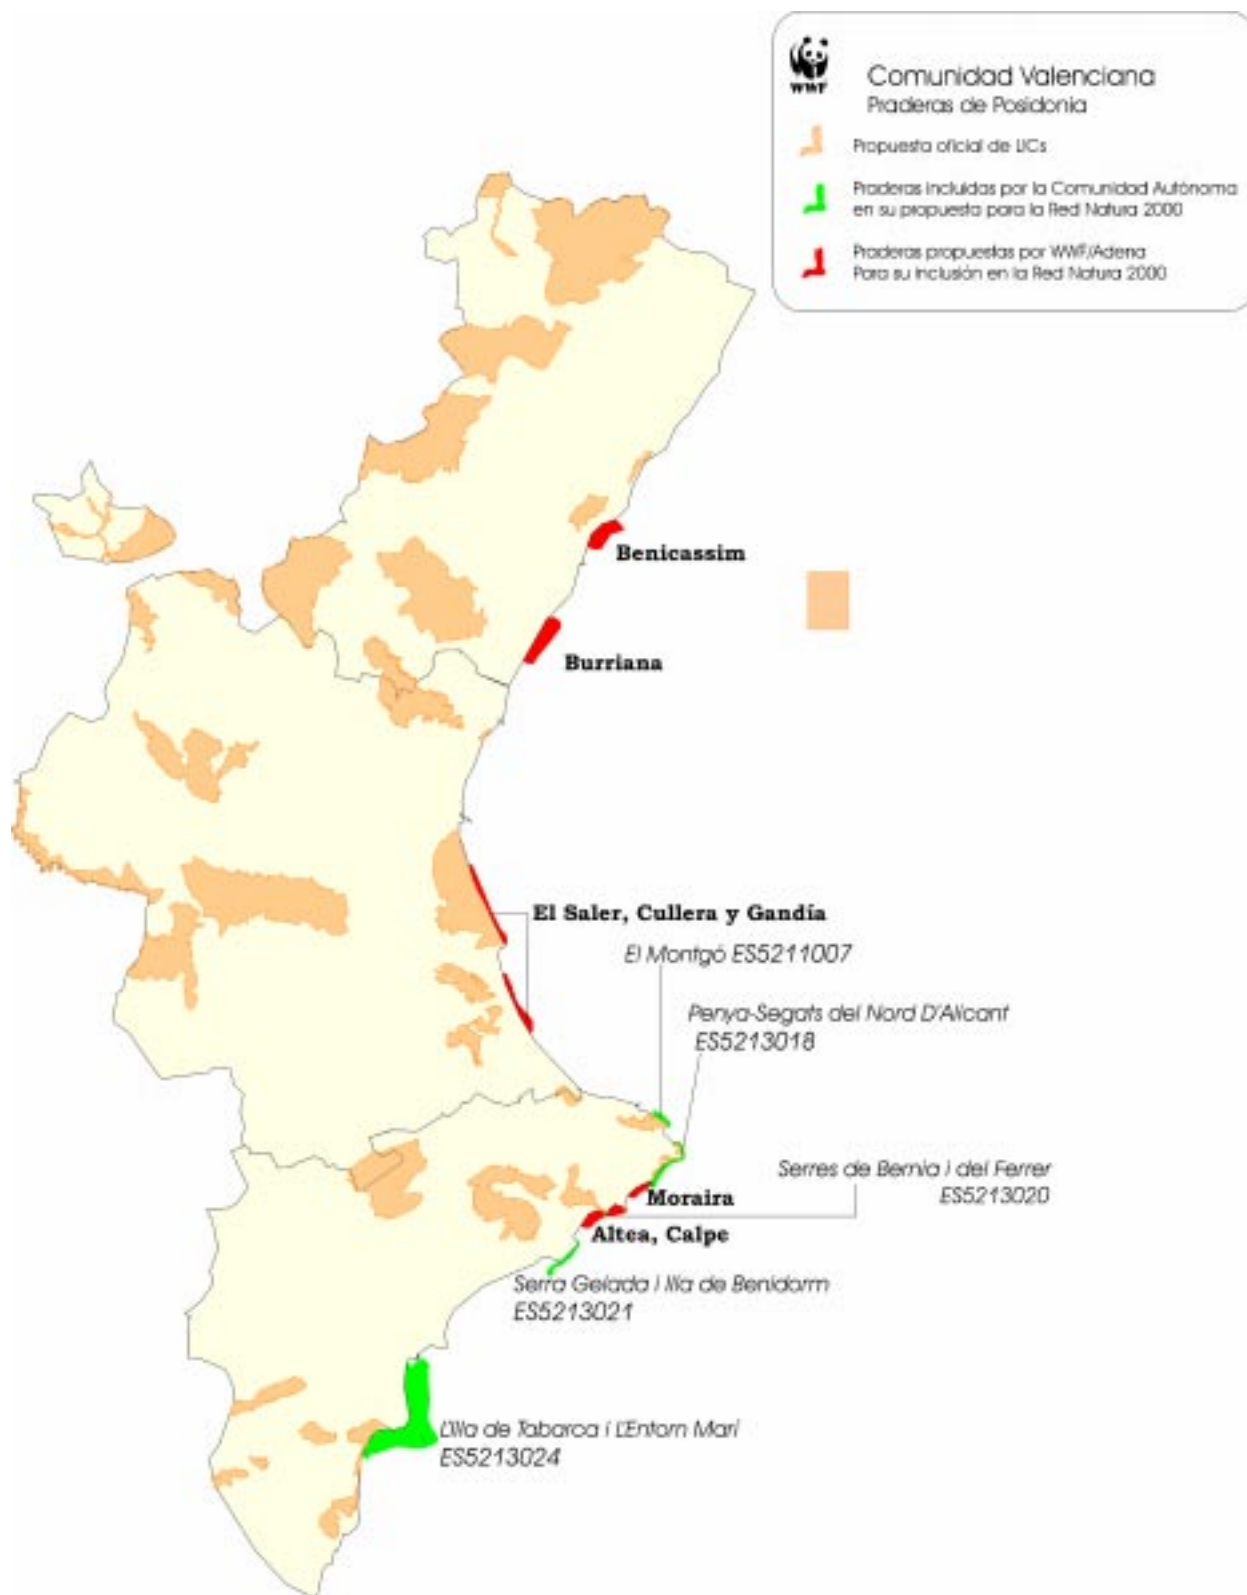 WWF
Comunidad Valenciana
Praderas de Posidonia
Propuesta oficial de LICs
Praderas incluidas por la Comunidad Autónoma
en su propuesta para la Red Natura 2000
Praderas propuestas por WWF/Adena
Para su inclusión en la Red Natura 2000
Benicassim
Burriana
El Saler, Cullera y Gandía
El Montgó ES5211007
Penya-Segats del Nord D'Alicant
ES5213018
Serres de Bernia i del Ferrer
ES5213020
Moraira
Altea, Calpe
Serra Gelada i Illa de Benidorm
ES5213021
L'Illa de Tabarca i L'Entorn Marí
ES5213024